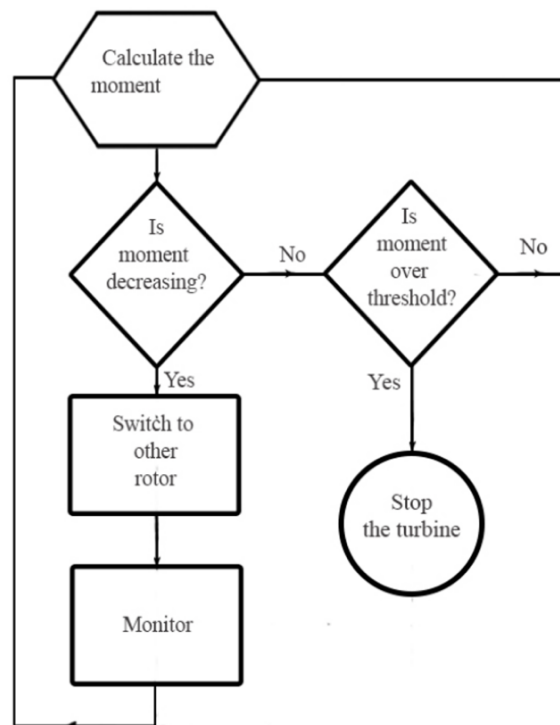 Calculate the
moment
Is
moment
decreasing?
No
Is
moment
over
threshold?
No
Yes
Switch to
other
rotor
Yes
Stop
the turbine
Monitor